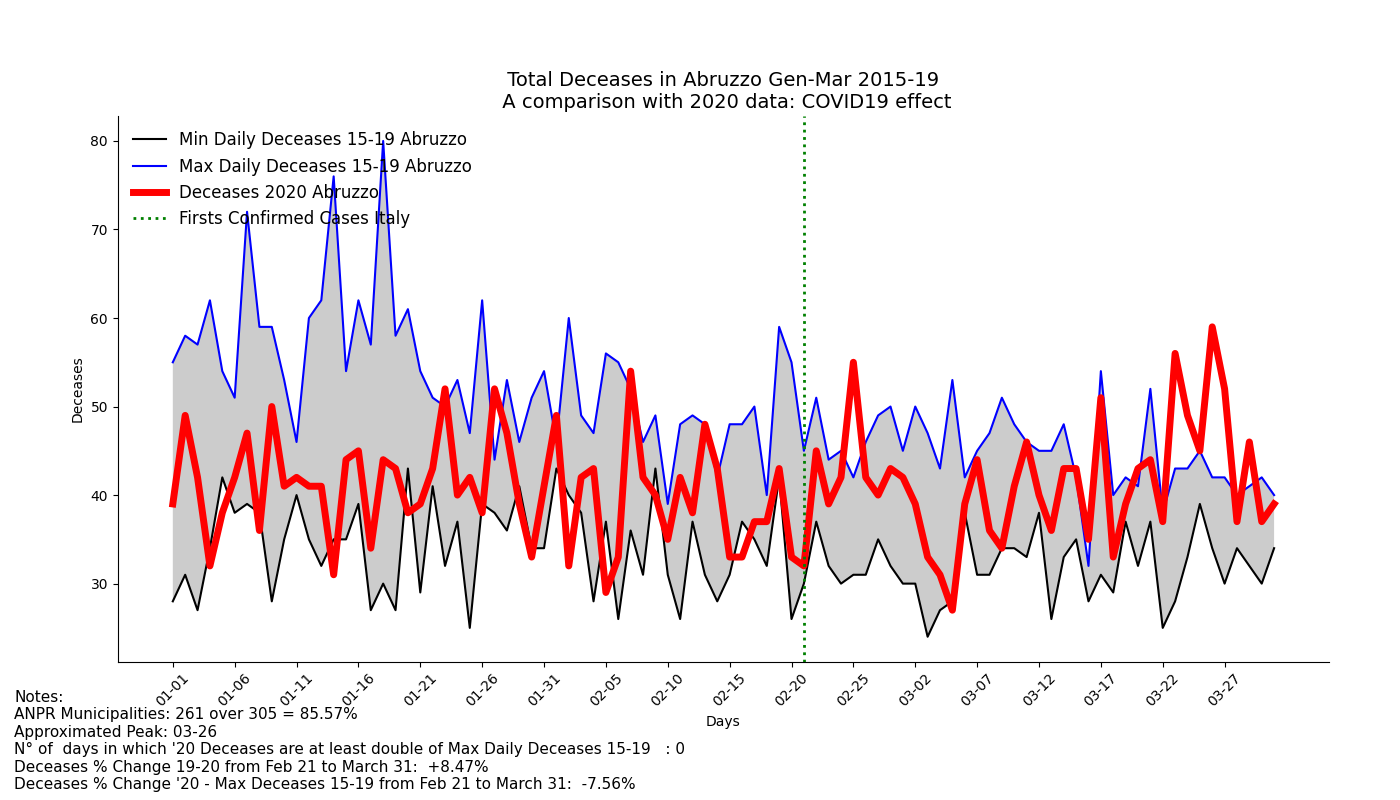 Total Deceases in Abruzzo Gen-Mar 2015-19
A comparison with 2020 data: COVID19 effect
Min Daily Deceases 15-19 Abruzzo
Max Daily Deceases 15-19 Abruzzo
Deceases 2020 Abruzzo
Firsts Confirmed Cases Italy
80
70
60
50
40
30
Deceases
01-01 01-06 01-11 01-16 01-21 01-26 01-31 02-05 02-10 02-15 02-20 02-25 03-02 03-07 03-12 03-17 03-22 03-27
Days
Notes:
ANPR Municipalities: 261 over 305 = 85.57%
Approximated Peak: 03-26
N° of  days in which '20 Deceases are at least double of Max Daily Deceases 15-19   : 0
Deceases % Change 19-20 from Feb 21 to March 31:  +8.47%
Deceases % Change '20 - Max Deceases 15-19 from Feb 21 to March 31:  -7.56%